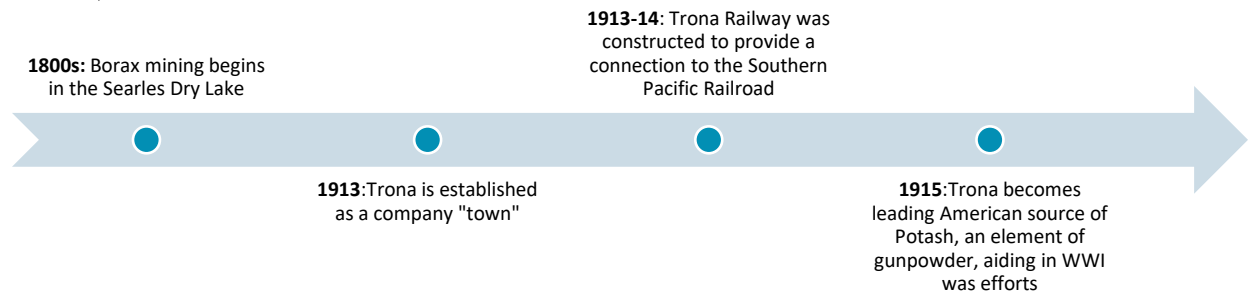 1800s: Borax mining begins
in the Searles Dry Lake
1913:Trona is established
as a company "town"
1913-14: Trona Railway was
constructed to provide a
connection to the Southern
Pacific Railroad
1915:Trona becomes
leading American source of
Potash, an element of
gunpowder, aiding in WWI
was efforts